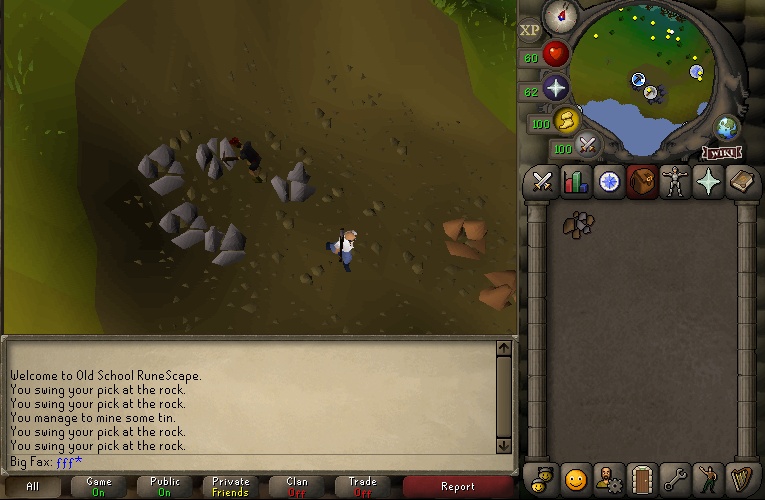 XP
60
62
100
100
WIKI
Welcome to Old School RuneScape.
You swing your pick at the rock.
You swing your pick at the rock.
You manage to mine some tin.
You swing your pick at the rock.
You swing your pick at the rock.
Big Fax: fff*
All
Game
On
Public
On
Private
Friends
Clan
Off
Trade
Off
Report